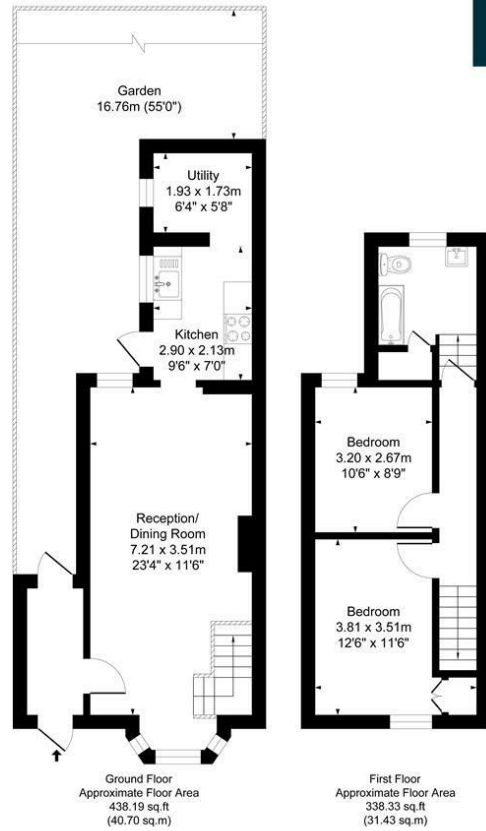 Garden
16.76m (55'0")
Utility
1.93 x 1.73m
6'4" x 5'8"
Kitchen
2.90 x 2.13m
9'6" x 7'0"
Reception/
Dining Room
7.21 x 3.51m
23'4" x 11'6"
Ground Floor
Approximate Floor Area
438.19 sq.ft
(40.70 sq.m)
Bedroom
3.20 x 2.67m
10'6" x 8'9"
Bedroom
3.81 x 3.51m
12'6" x 11'6"
First Floor
Approximate Floor Area
338.33 sq.ft
(31.43 sq.m)